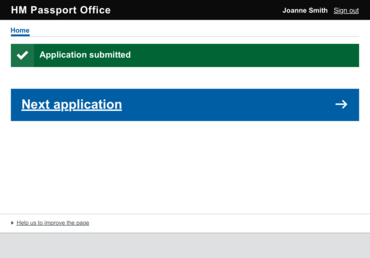 HM Passport Office
Joanne Smith Sign out
Home
Application submitted
Next application
Help us to improve the page